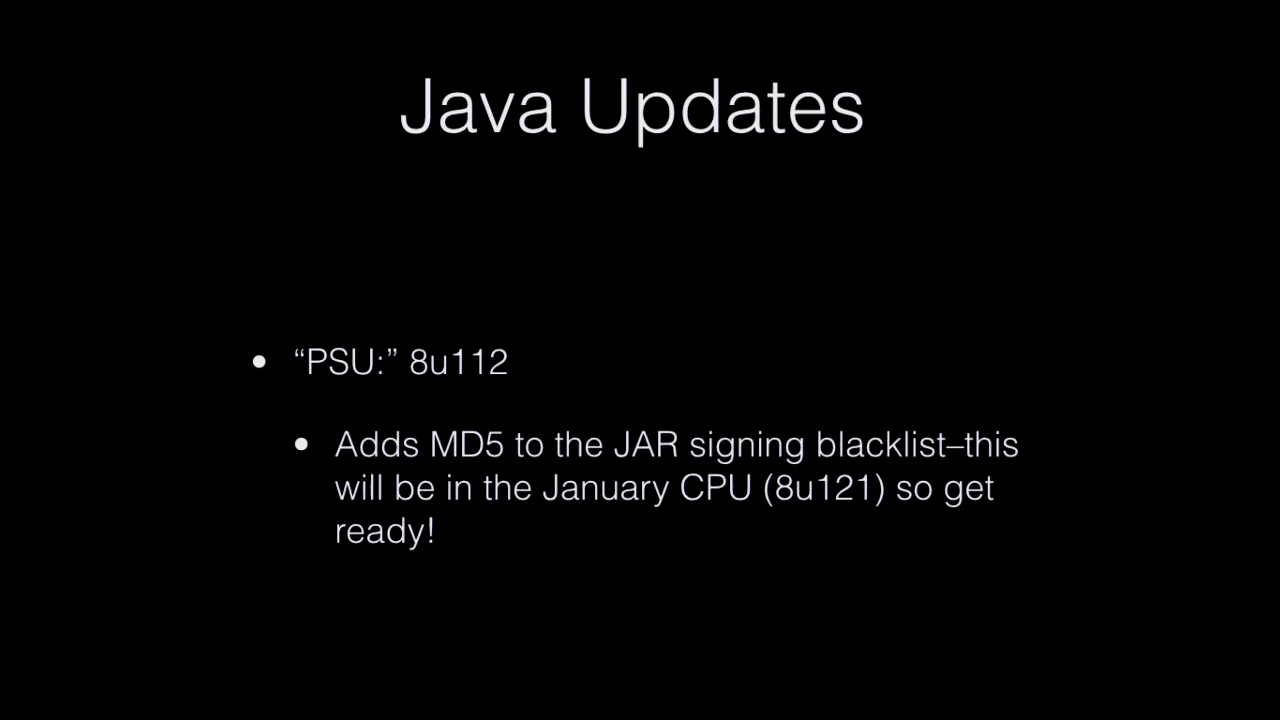 Java Updates
• “PSU:” 8u112
• Adds MD5 to the JAR signing blacklist–this
will be in the January CPU (8u121) so get
ready!